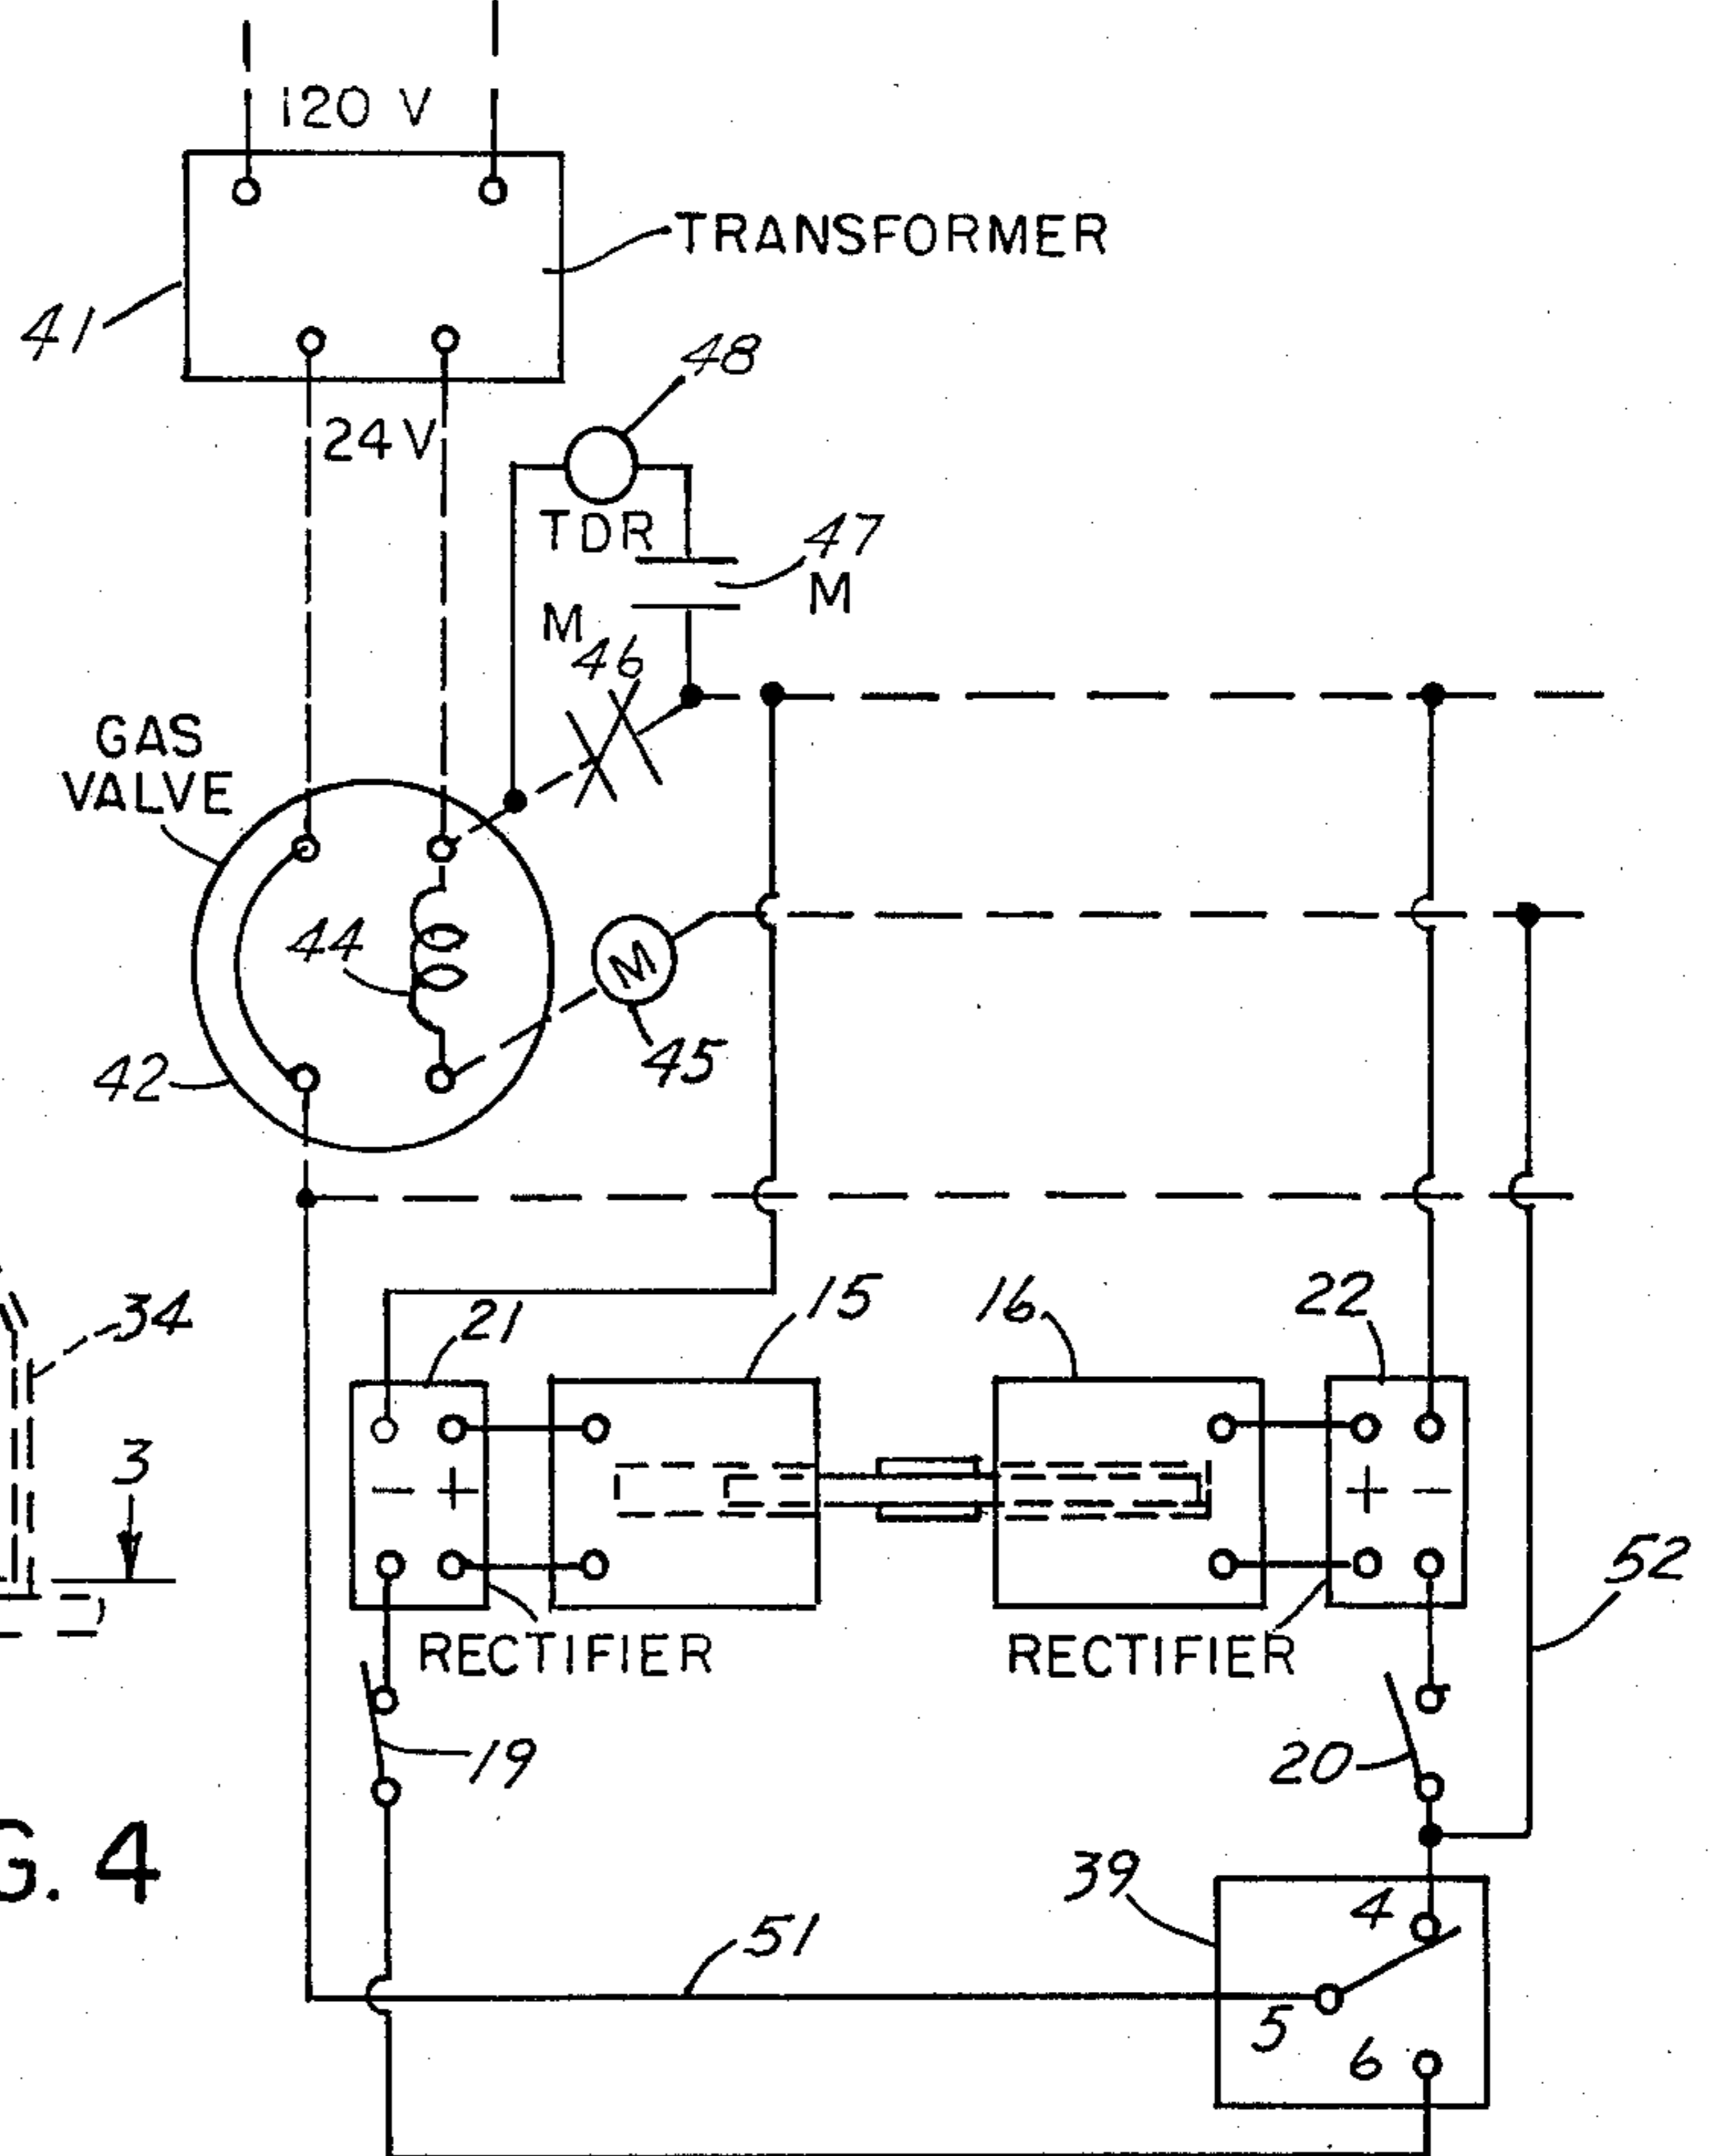 120 V
TRANSFORMER
41
48
24V
TDR
47
M
M
46
GAS
VALVE
44
M
45
42
34
21
15
16
22
3
- +
+ -
52
RECTIFIER
RECTIFIER
19
20
G. 4
39
4
51
5
6